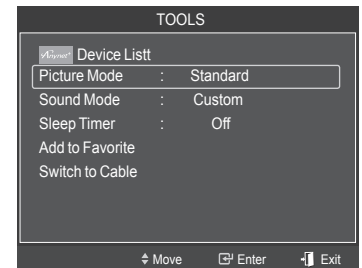 TOOLS
Anynet+ Device Listt
Picture Mode : Standard
Sound Mode : Custom
Sleep Timer : Off
Add to Favorite
Switch to Cable
Move Enter Exit